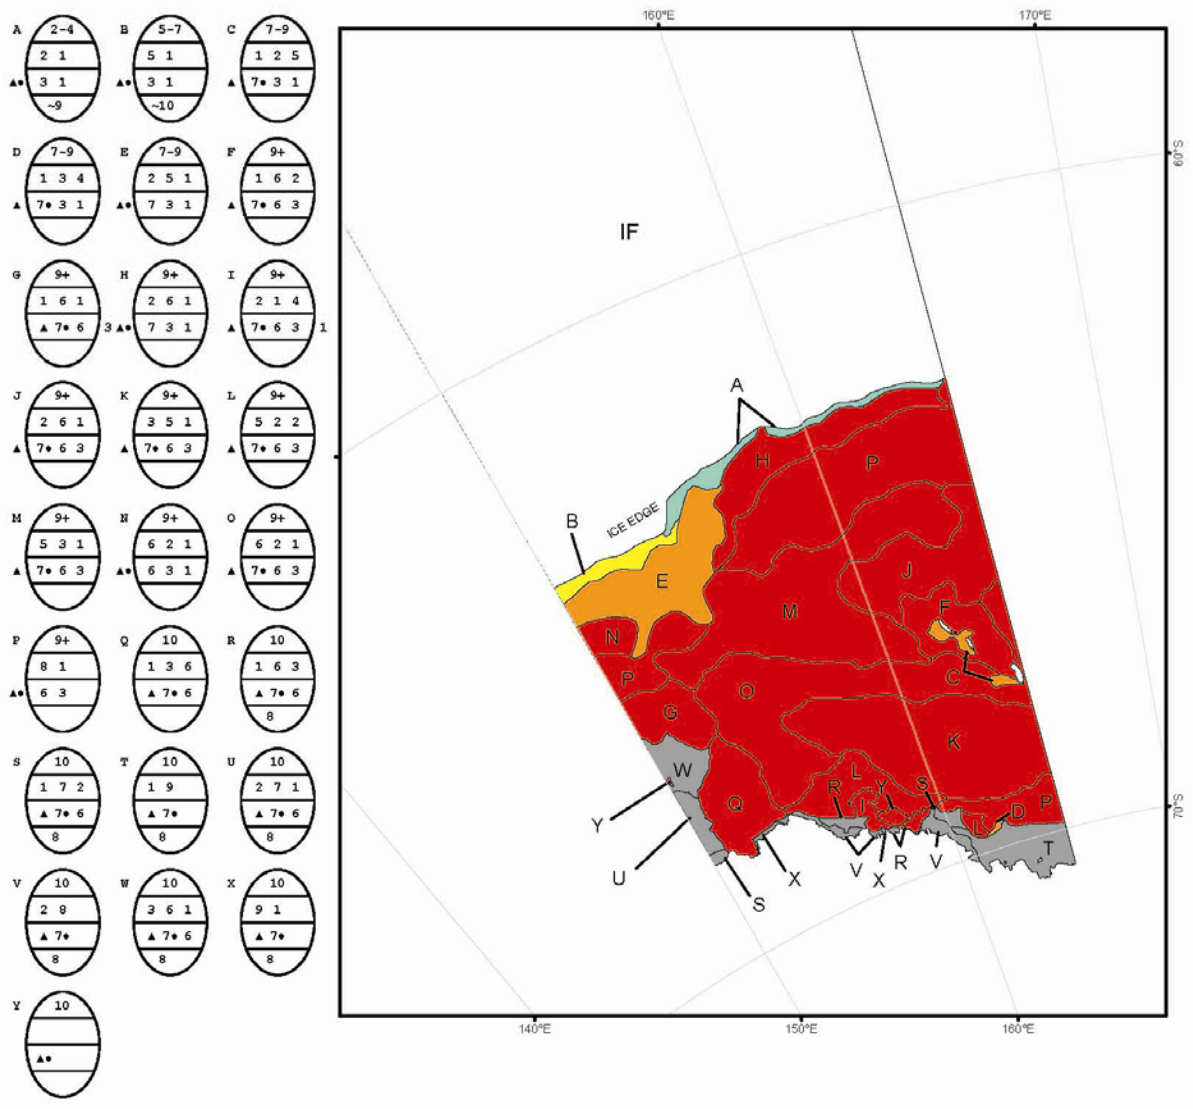 160°E 170°E
A 2-4 B 5-7 C 7-9
2 1 5 1 1 2 5
▲● 3 1 ▲● 3 1 ▲ 7● 3 1
~9 ~10
D 7-9 E 7-9 F 9+
1 3 4 2 5 1 1 6 2
▲ 7● 3 1 ▲● 7 3 1 ▲ 7● 6 3
G 9+ H 9+ I 9+
1 6 1 2 6 1 2 1 4
▲ 7● 6 3 ▲● 7 3 1 ▲ 7● 6 3 1
J 9+ K 9+ L 9+
2 6 1 3 5 1 5 2 2
▲ 7● 6 3 ▲ 7● 6 3 ▲ 7● 6 3
M 9+ N 9+ O 9+
5 3 1 6 2 1 6 2 1
▲ 7● 6 3 ▲● 6 3 1 ▲ 7● 6 3
P 9+ Q 10 R 10
8 1 1 3 6 1 6 3
▲● 6 3 ▲ 7● 6 ▲ 7● 6
8
S 10 T 10 U 10
1 7 2 1 9 2 7 1
▲ 7● 6 ▲ 7● ▲ 7● 6
8 8 8
V 10 W 10 X 10
2 8 3 6 1 9 1
▲ 7● ▲ 7● 6 ▲ 7●
8 8 8
Y 10
▲●
60°S
IF
A
H P
B ICE EDGE
E J
M F
N
P O C
G
K
W L
Y Q R I Y S L D P
70°S
U X V X R V T
S
140°E 150°E 160°E